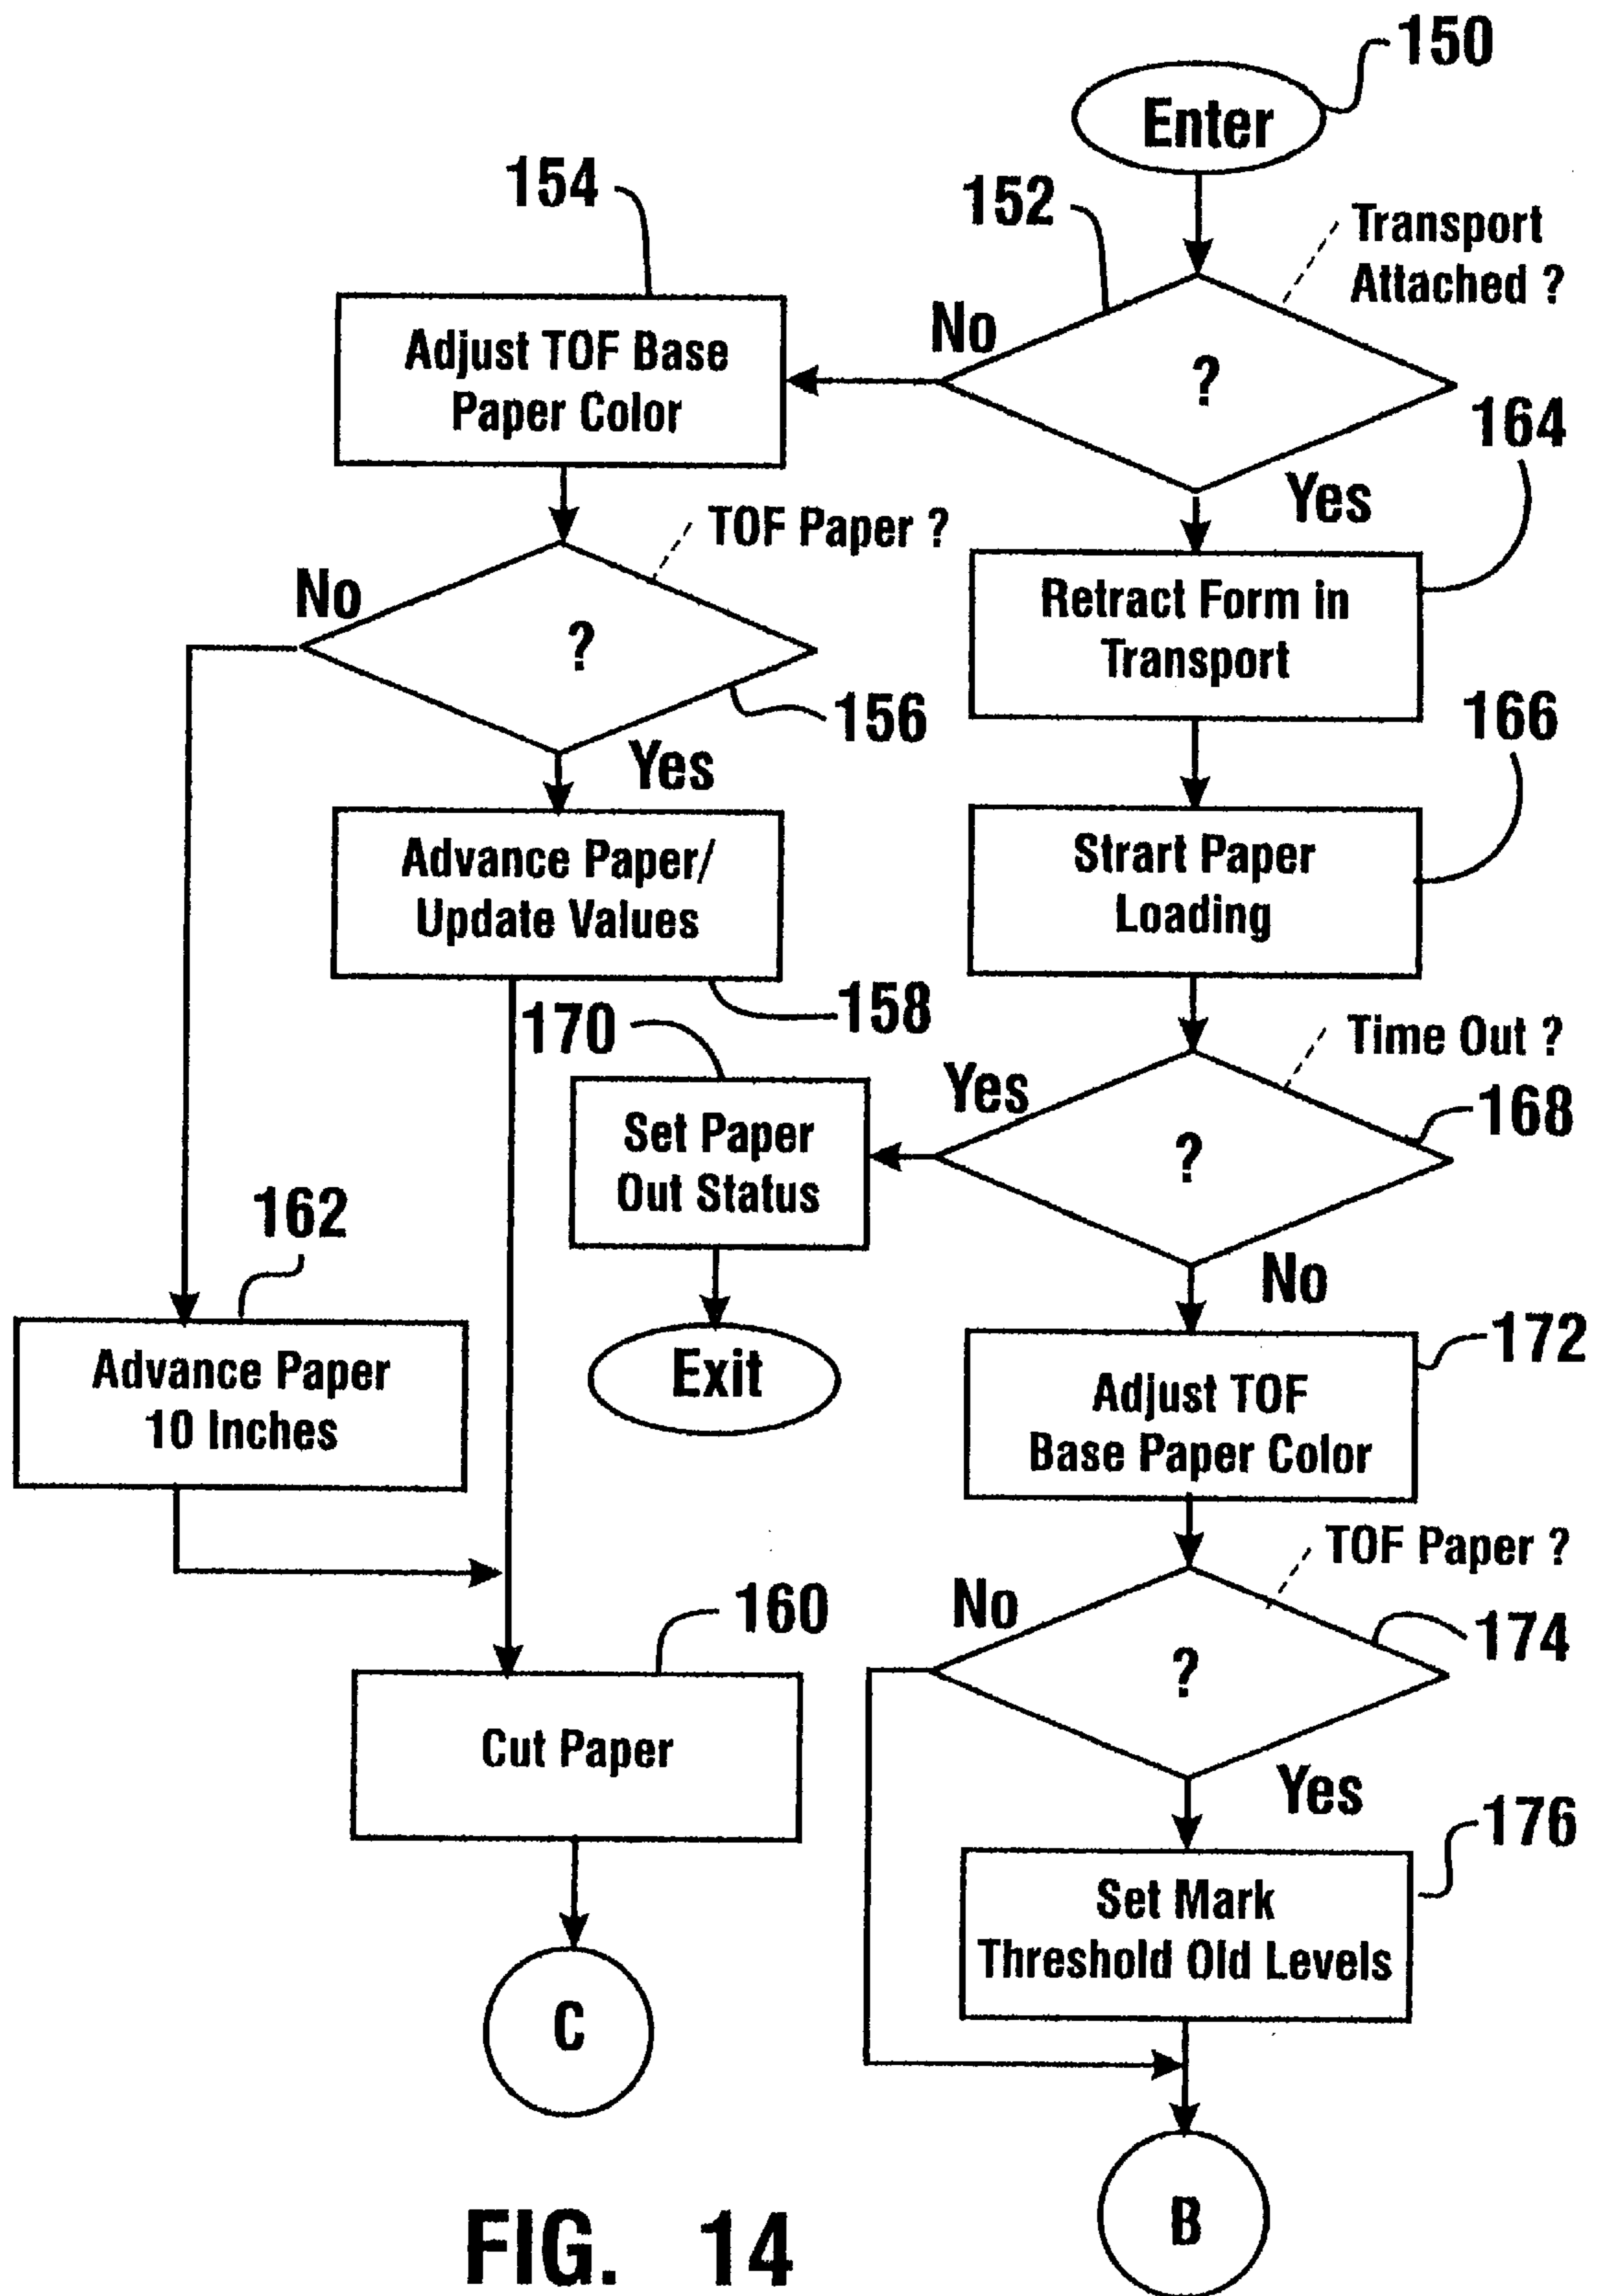 150
Enter
154
152
Transport
Attached ?
No
Adjust TOF Base
Paper Color
?
164
Yes
TOF Paper ?
No
Retract Form in
Transport
?
156
166
Yes
Advance Paper/
Update Values
Strart Paper
Loading
158
170
Time Out ?
Yes
168
Set Paper
Out Status
?
162
No
172
Advance Paper
10 Inches
Exit
Adjust TOF
Base Paper Color
TOF Paper ?
160
No
174
?
Cut Paper
Yes
176
Set Mark
Threshold Old Levels
C
B
FIG. 14